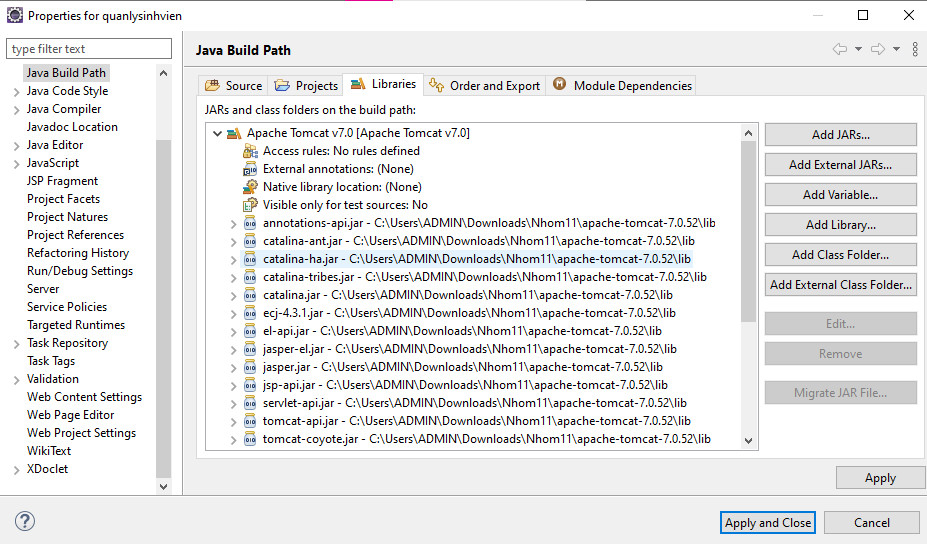 Properties for quanlysinhvien
type filter text
Java Build Path
Java Code Style
Java Compiler
Javadoc Location
Java Editor
JavaScript
JSP Fragment
Project Facets
Project Natures
Project References
Refactoring History
Run/Debug Settings
Server
Service Policies
Targeted Runtimes
Task Repository
Task Tags
Validation
Web Content Settings
Web Page Editor
Web Project Settings
WikiText
XDoclet
Java Build Path
Source
Projects
Libraries
Order and Export
Module Dependencies
JARs and class folders on the build path:
Apache Tomcat v7.0 [Apache Tomcat v7.0]
Access rules: No rules defined
External annotations: (None)
Native library location: (None)
Visible only for test sources: No
annotations-api.jar - C:\Users\ADMIN\Downloads\Nhom11\apache-tomcat-7.0.52\lib
catalina-ant.jar - C:\Users\ADMIN\Downloads\Nhom11\apache-tomcat-7.0.52\lib
catalina-ha.jar - C:\Users\ADMIN\Downloads\Nhom11\apache-tomcat-7.0.52\lib
catalina-tribes.jar - C:\Users\ADMIN\Downloads\Nhom11\apache-tomcat-7.0.52\lib
catalina.jar - C:\Users\ADMIN\Downloads\Nhom11\apache-tomcat-7.0.52\lib
ecj-4.3.1.jar - C:\Users\ADMIN\Downloads\Nhom11\apache-tomcat-7.0.52\lib
el-api.jar - C:\Users\ADMIN\Downloads\Nhom11\apache-tomcat-7.0.52\lib
jasper-el.jar - C:\Users\ADMIN\Downloads\Nhom11\apache-tomcat-7.0.52\lib
jasper.jar - C:\Users\ADMIN\Downloads\Nhom11\apache-tomcat-7.0.52\lib
jsp-api.jar - C:\Users\ADMIN\Downloads\Nhom11\apache-tomcat-7.0.52\lib
servlet-api.jar - C:\Users\ADMIN\Downloads\Nhom11\apache-tomcat-7.0.52\lib
tomcat-api.jar - C:\Users\ADMIN\Downloads\Nhom11\apache-tomcat-7.0.52\lib
tomcat-coyote.jar - C:\Users\ADMIN\Downloads\Nhom11\apache-tomcat-7.0.52\lib
Add JARs...
Add External JARs...
Add Variable...
Add Library...
Add Class Folder...
Add External Class Folder...
Edit...
Remove
Migrate JAR File...
Apply
Apply and Close
Cancel